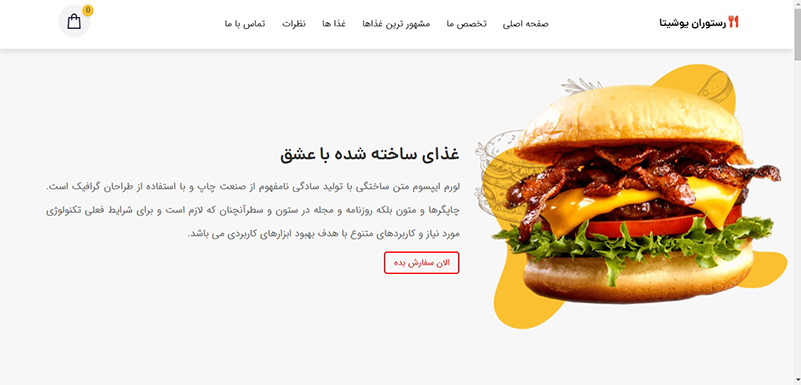 رستوران یوشیتا
صفحه اصلی
تخصص ما
مشهور ترین غذاها
غذا ها
نظرات
تماس با ما
0
غذای ساخته شده با عشق
لورم ایپسوم متن ساختگی با تولید سادگی نامفهوم از صنعت چاپ و با استفاده از طراحان گرافیک است.
چاپگرها و متون بلکه روزنامه و مجله در ستون و سطرآنچنان که لازم است و برای شرایط فعلی تکنولوژی
مورد نیاز و کاربردهای متنوع با هدف بهبود ابزارهای کاربردی می باشد.
الان سفارش بده